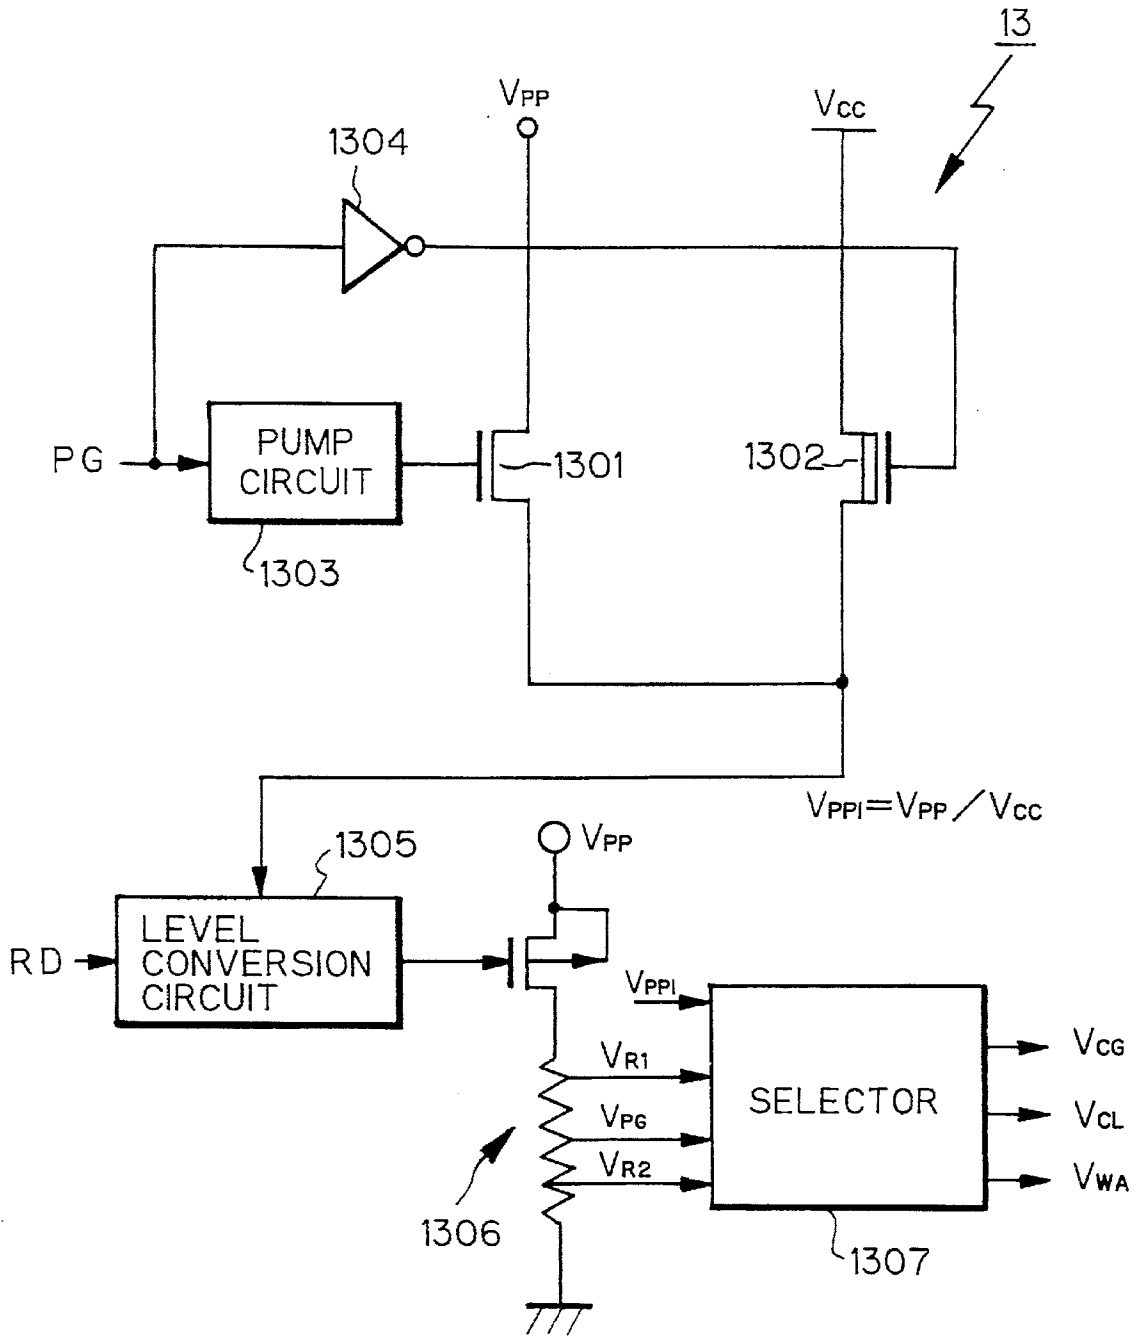 13
VPP
VCC
1304
PG
PUMP
CIRCUIT
1301
1302
1303
VPPI=VPP/VCC
VPP
1305
RD
LEVEL
CONVERSION
CIRCUIT
VPPI
VR1
VPG
VR2
SELECTOR
VCG
VCL
VWA
1306
1307